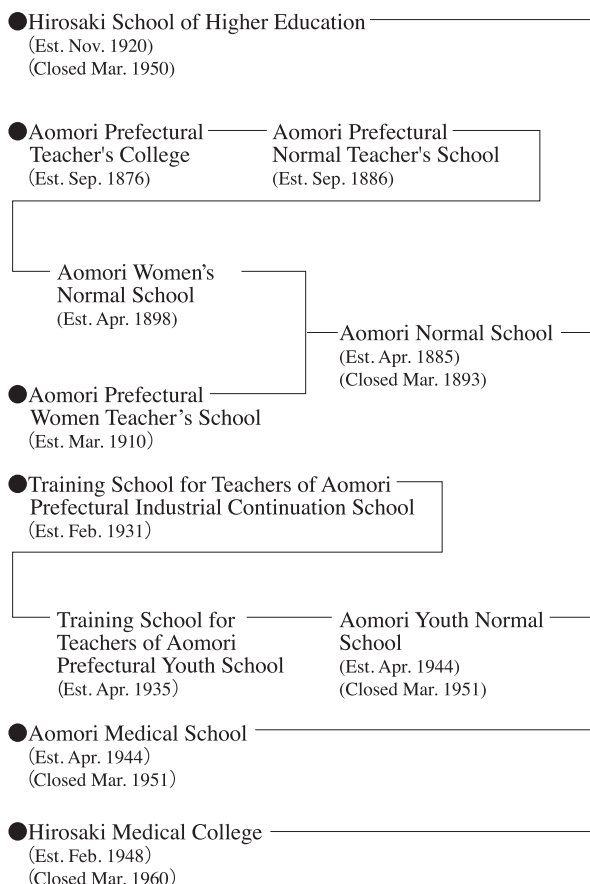 Hirosaki School of Higher Education
(Est. Nov. 1920)
(Closed Mar. 1950)
Aomori Prefectural
Teacher's College
(Est. Sep. 1876)
Aomori Prefectural
Normal Teacher's School
(Est. Sep. 1886)
Aomori Women's
Normal School
(Est. Apr. 1898)
Aomori Normal School
(Est. Apr. 1885)
(Closed Mar. 1893)
Aomori Prefectural
Women Teacher's School
(Est. Mar. 1910)
Training School for Teachers of Aomori
Prefectural Industrial Continuation School
(Est. Feb. 1931)
Training School for
Teachers of Aomori
Prefectural Youth School
(Est. Apr. 1935)
Aomori Youth Normal
School
(Est. Apr. 1944)
(Closed Mar. 1951)
Aomori Medical School
(Est. Apr. 1944)
(Closed Mar. 1951)
Hirosaki Medical College
(Est. Feb. 1948)
(Closed Mar. 1960)